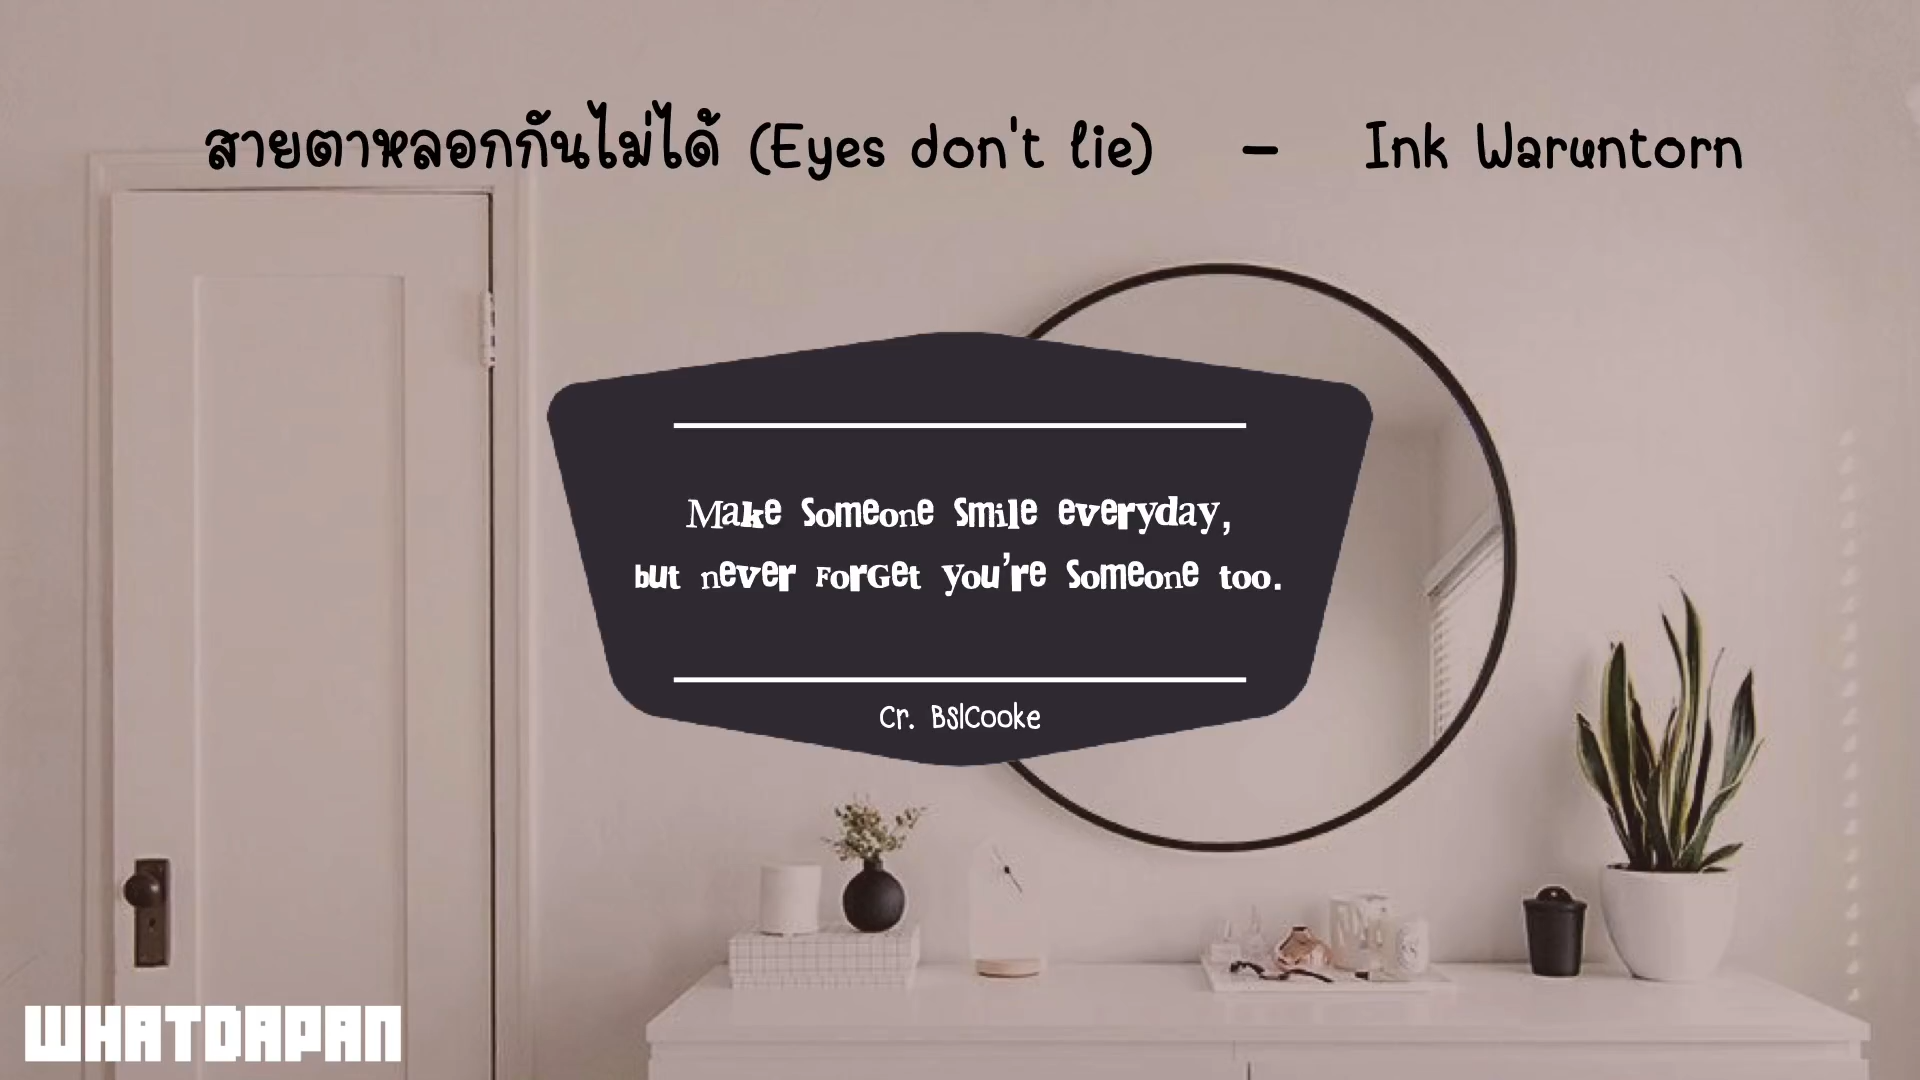 สายตาหลอกกันไม่ได้ (Eyes don't lie) - Ink Waruntorn
Make Someone Smile everyday,
but never ForGet you're Someone too.
Cr. BSlCooke
WHATDAPAN